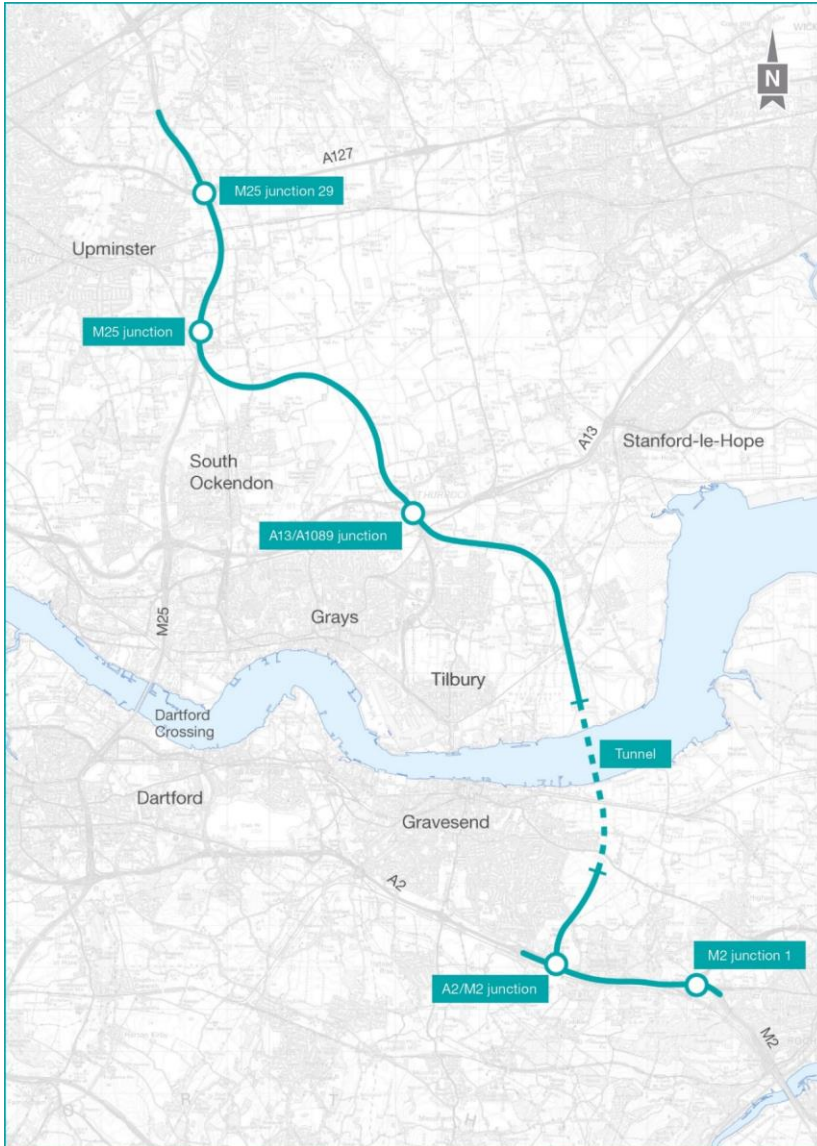 N
A127
M25 junction 29
Upminster
M25 junction
A13
Stanford-le-Hope
South
Ockendon
A13/A1089 junction
M25
Grays
Tilbury
Dartford
Crossing
Tunnel
Dartford
Gravesend
A2
M2 junction 1
A2/M2 junction
M2